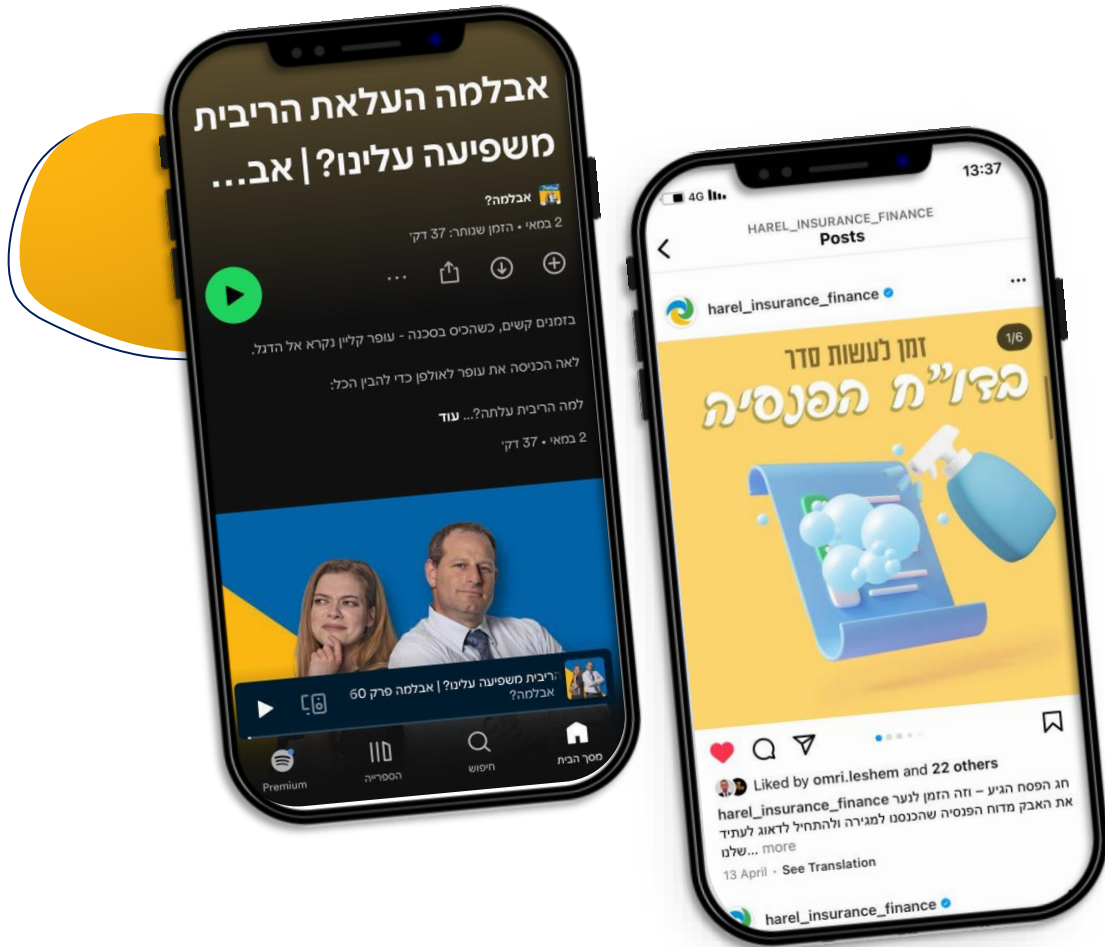 אבלמה העלאת הריבית
משפיעה עלינו? | אב...
אבלמה?
2 במאי • הזמן שנותר: 37 דק׳
בזמנים קשים, כשהכיס בסכנה - עופר קליין נקרא אל הדגל.
לאה הכניסה את עופר לאולפן כדי להבין הכל:
למה הריבית עלתה?... עוד
2 במאי • 37 דק׳
הריבית משפיעה עלינו? | אבלמה פרק 60
אבלמה?
מסך הבית
חיפוש
הספרייה
Premium
4G
13:37
HAREL_INSURANCE_FINANCE
Posts
harel_insurance_finance
1/6
זמן לעשות סדר
בדו״ח הפנסיה
Liked by omri.leshem and 22 others
harel_insurance_finance חג הפסח הגיע – וזה הזמן לנער
את האבק מדוח הפנסיה שהכנסנו למגירה ולהתחיל לדאוג לעתיד
שלנו... more
13 April · See Translation
harel_insurance_finance